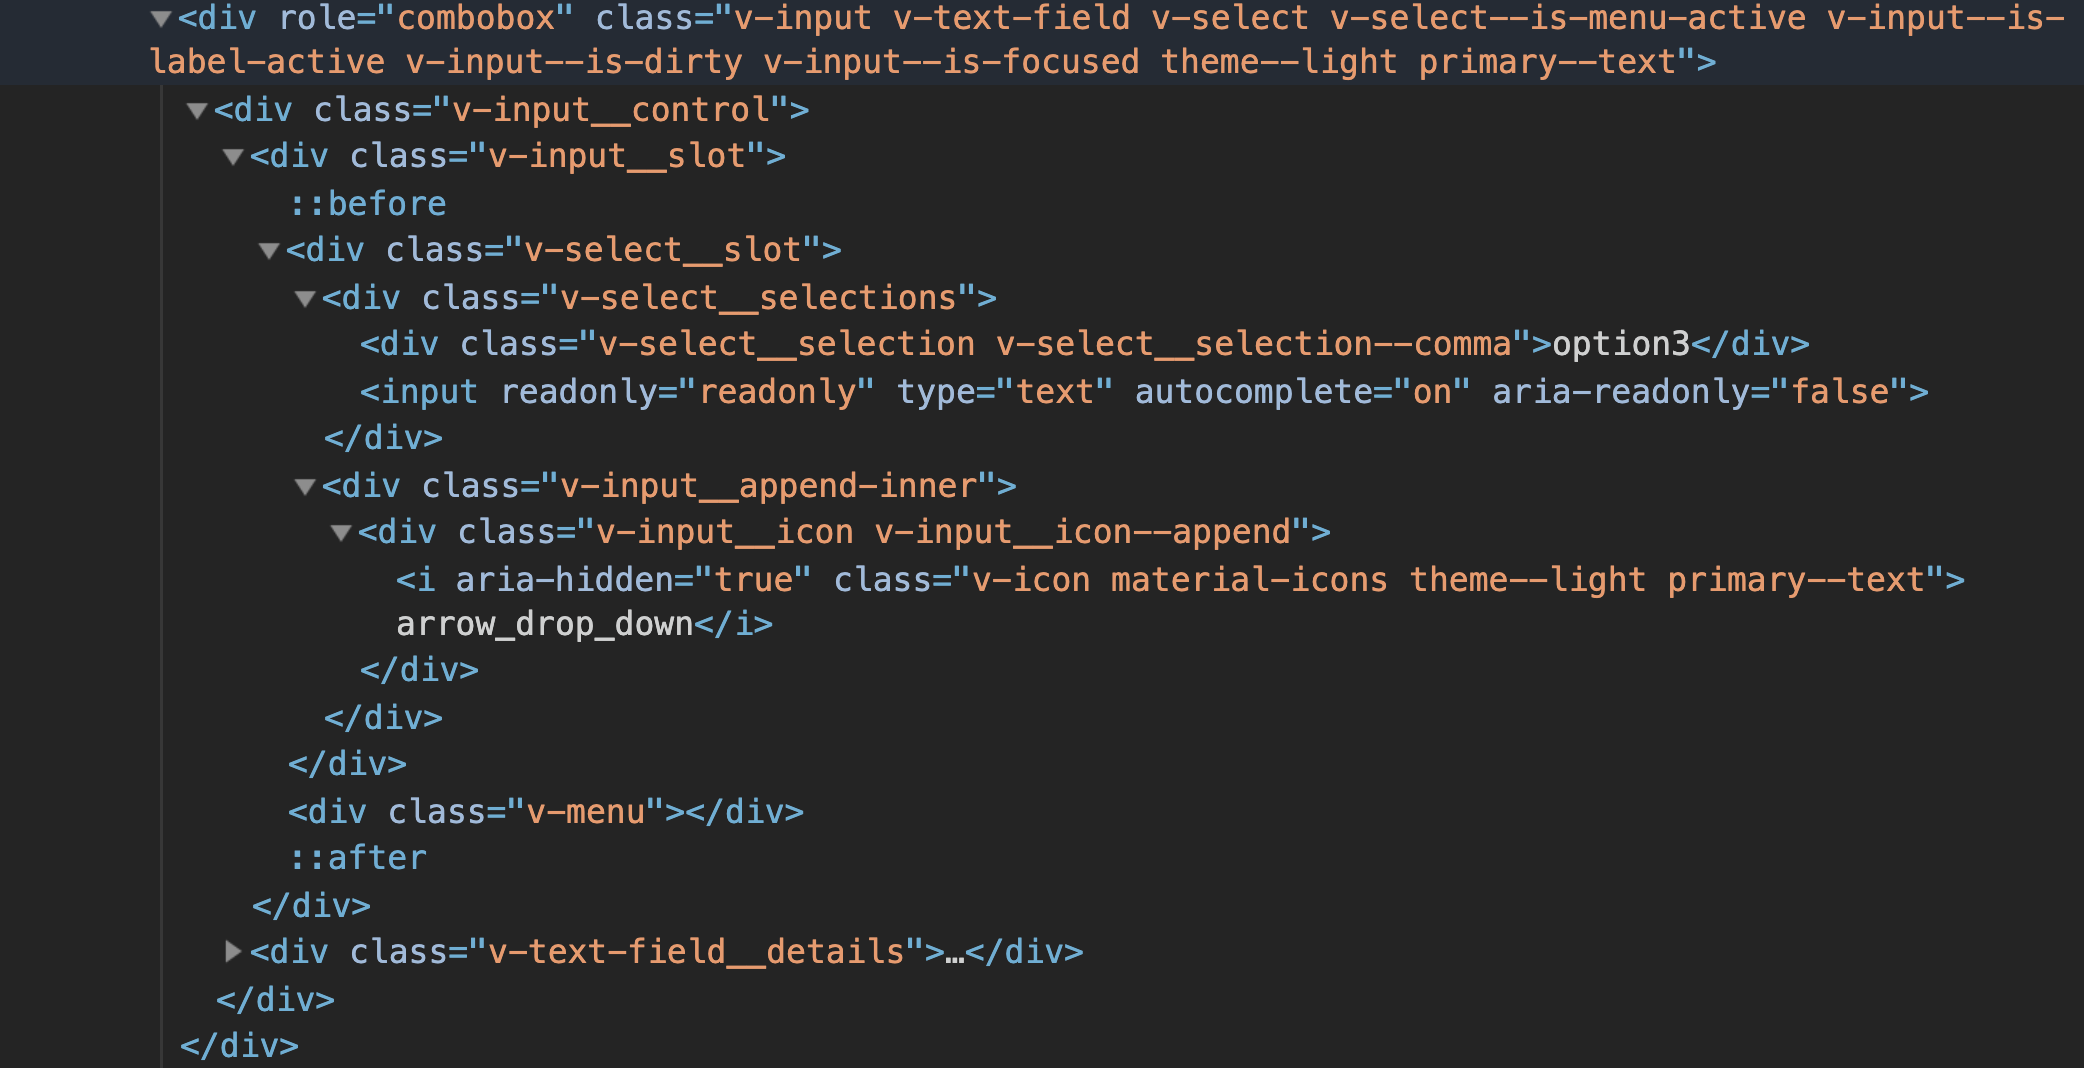 <div role="combobox" class="v-input v-text-field v-select v-select--is-menu-active v-input--is-
label-active v-input--is-dirty v-input--is-focused theme--light primary--text">
<div class="v-input__control">
<div class="v-input__slot">
::before
<div class="v-select__slot">
<div class="v-select__selections">
<div class="v-select__selection v-select__selection--comma">option3</div>
<input readonly="readonly" type="text" autocomplete="on" aria-readonly="false">
</div>
<div class="v-input__append-inner">
<div class="v-input__icon v-input__icon--append">
<i aria-hidden="true" class="v-icon material-icons theme--light primary--text">
arrow_drop_down</i>
</div>
</div>
</div>
<div class="v-menu"></div>
::after
</div>
<div class="v-text-field__details">…</div>
</div>
</div>